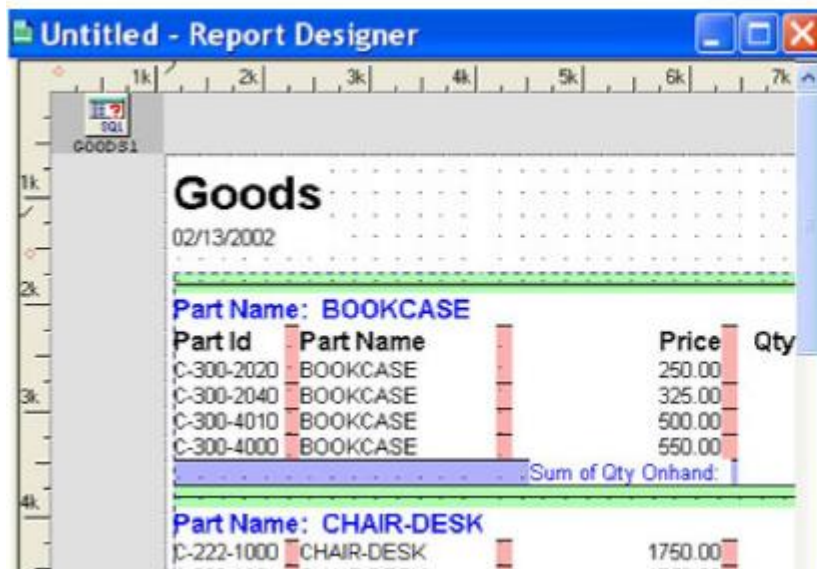 Untitled - Report Designer
1k 2k 3k 4k 5k 6k 7k
SQL
GOODS1
1k
Goods
02/13/2002
2k
Part Name: BOOKCASE
Part Id Part Name Price Qty
C-300-2020 BOOKCASE 250.00
3k
C-300-2040 BOOKCASE 325.00
C-300-4010 BOOKCASE 500.00
C-300-4000 BOOKCASE 550.00
Sum of Qty Onhand:
4k
Part Name: CHAIR-DESK
C-222-1000 CHAIR-DESK 1750.00